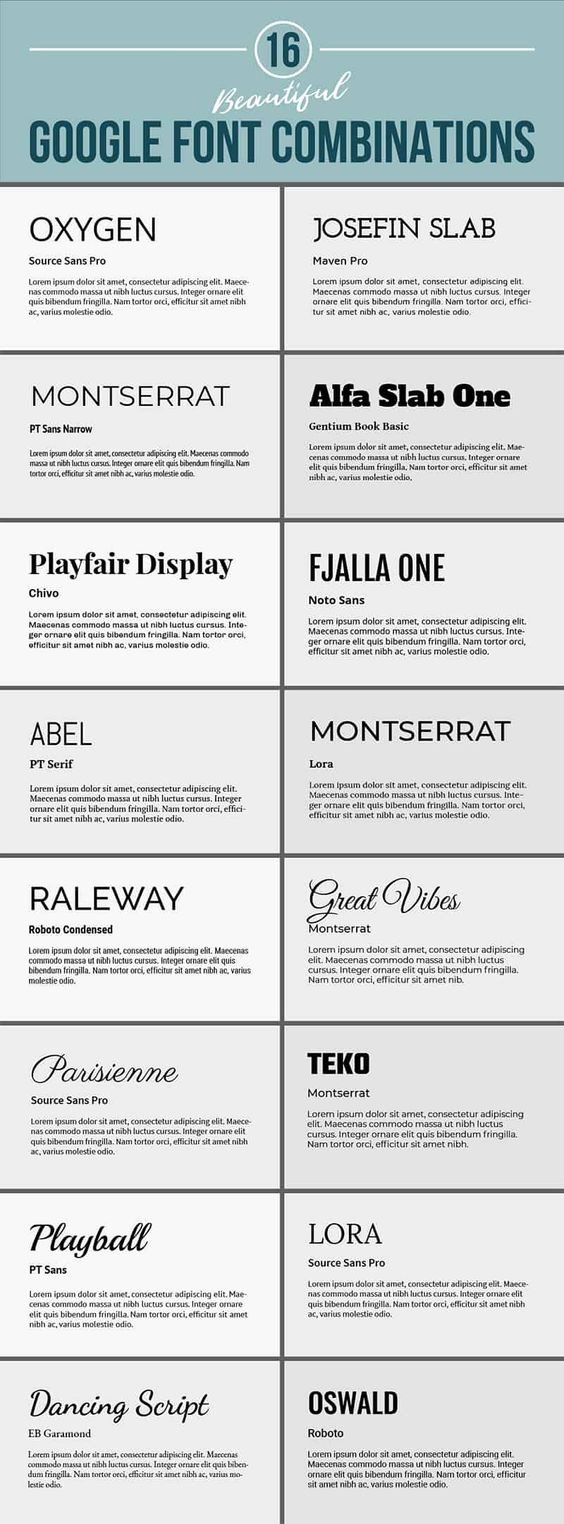 16
Beautiful
GOOGLE FONT COMBINATIONS
OXYGEN
Source Sans Pro
Lorem ipsum dolor sit amet, consectetur adipiscing elit. Maece-
nas commodo massa ut nibh luctus cursus. Integer ornare elit
quis bibendum fringilla. Nam tortor orci, efficitur sit amet nibh
ac, varius molestie odio.
JOSEFIN SLAB
Maven Pro
Lorem ipsum dolor sit amet, consectetur adipiscing elit.
Maecenas commodo massa ut nibh luctus cursus. Integer
ornare elit quis bibendum fringilla. Nam tortor orci, effici-
tur sit amet nibh ac, varius molestie odio.
MONTSERRAT
PT Sans Narrow
Lorem ipsum dolor sit amet, consectetur adipiscing elit. Maecenas commodo
massa ut nibh luctus cursus. Integer ornare elit quis bibendum fringilla. Nam
tortor orci, efficitur sit amet nibh ac, varius molestie odio.
Alfa Slab One
Gentium Book Basic
Lorem ipsum dolor sit amet, consectetur adipiscing elit. Mae-
cenas commodo massa ut nibh luctus cursus. Integer ornare
elit quis bibendum fringilla. Nam tortor orci, efficitur sit amet
nibh ac, varius molestie odio.
Playfair Display
Chivo
Lorem ipsum dolor sit amet, consectetur adipiscing elit.
Maecenas commodo massa ut nibh luctus cursus. Inte-
ger ornare elit quis bibendum fringilla. Nam tortor orci,
efficitur sit amet nibh ac, varius molestie odio.
FJALLA ONE
Noto Sans
Lorem ipsum dolor sit amet, consectetur adipiscing elit.
Maecenas commodo massa ut nibh luctus cursus. Inte-
ger ornare elit quis bibendum fringilla. Nam tortor orci,
efficitur sit amet nibh ac, varius molestie odio.
ABEL
PT Serif
Lorem ipsum dolor sit amet, consectetur adipiscing elit.
Maecenas commodo massa ut nibh luctus cursus. Integer
ornare elit quis bibendum fringilla. Nam tortor orci, effici-
tur sit amet nibh ac, varius molestie odio.
MONTSERRAT
Lora
Lorem ipsum dolor sit amet, consectetur adipiscing elit.
Maecenas commodo massa ut nibh luctus cursus. Inte-
ger ornare elit quis bibendum fringilla. Nam tortor orci,
efficitur sit amet nibh ac, varius molestie odio.
RALEWAY
Roboto Condensed
Lorem ipsum dolor sit amet, consectetur adipiscing elit. Maecenas
commodo massa ut nibh luctus cursus. Integer ornare elit quis
bibendum fringilla. Nam tortor orci, efficitur sit amet nibh ac, varius
molestie odio.
Great Vibes
Montserrat
Lorem ipsum dolor sit amet, consectetur adipiscing
elit. Maecenas commodo massa ut nibh luctus
cursus. Integer ornare elit quis bibendum fringilla.
Nam tortor orci, efficitur sit amet nib.
Parisienne
Source Sans Pro
Lorem ipsum dolor sit amet, consectetur adipiscing elit. Maece-
nas commodo massa ut nibh luctus cursus. Integer ornare elit
quis bibendum fringilla. Nam tortor orci, efficitur sit amet nibh
ac, varius molestie odio.
TEKO
Montserrat
Lorem ipsum dolor sit amet, consectetur adipiscing
elit. Maecenas commodo massa ut nibh luctus
cursus. Integer ornare elit quis bibendum fringilla.
Nam tortor orci, efficitur sit amet nibh.
Playball
PT Sans
Lorem ipsum dolor sit amet, consectetur adipiscing elit. Mae-
cenas commodo massa ut nibh luctus cursus. Integer ornare
elit quis bibendum fringilla. Nam tortor orci, efficitur sit amet
nibh ac, varius molestie odio.
LORA
Source Sans Pro
Lorem ipsum dolor sit amet, consectetur adipiscing elit. Maece-
nas commodo massa ut nibh luctus cursus. Integer ornare elit
quis bibendum fringilla. Nam tortor orci, efficitur sit amet nibh
ac, varius molestie odio.
Dancing Script
EB Garamond
Lorem ipsum dolor sit amet, consectetur adipiscing elit. Maecenas
commodo massa ut nibh luctus cursus. Integer ornare elit quis biben-
dum fringilla. Nam tortor orci, efficitur sit amet nibh ac, varius mo-
lestie odio.
OSWALD
Roboto
Lorem ipsum dolor sit amet, consectetur adipiscing elit.
Maecenas commodo massa ut nibh luctus cursus. Integer
ornare elit quis bibendum fringilla. Nam tortor orci, efficitur
sit amet nibh ac, varius molestie odio.